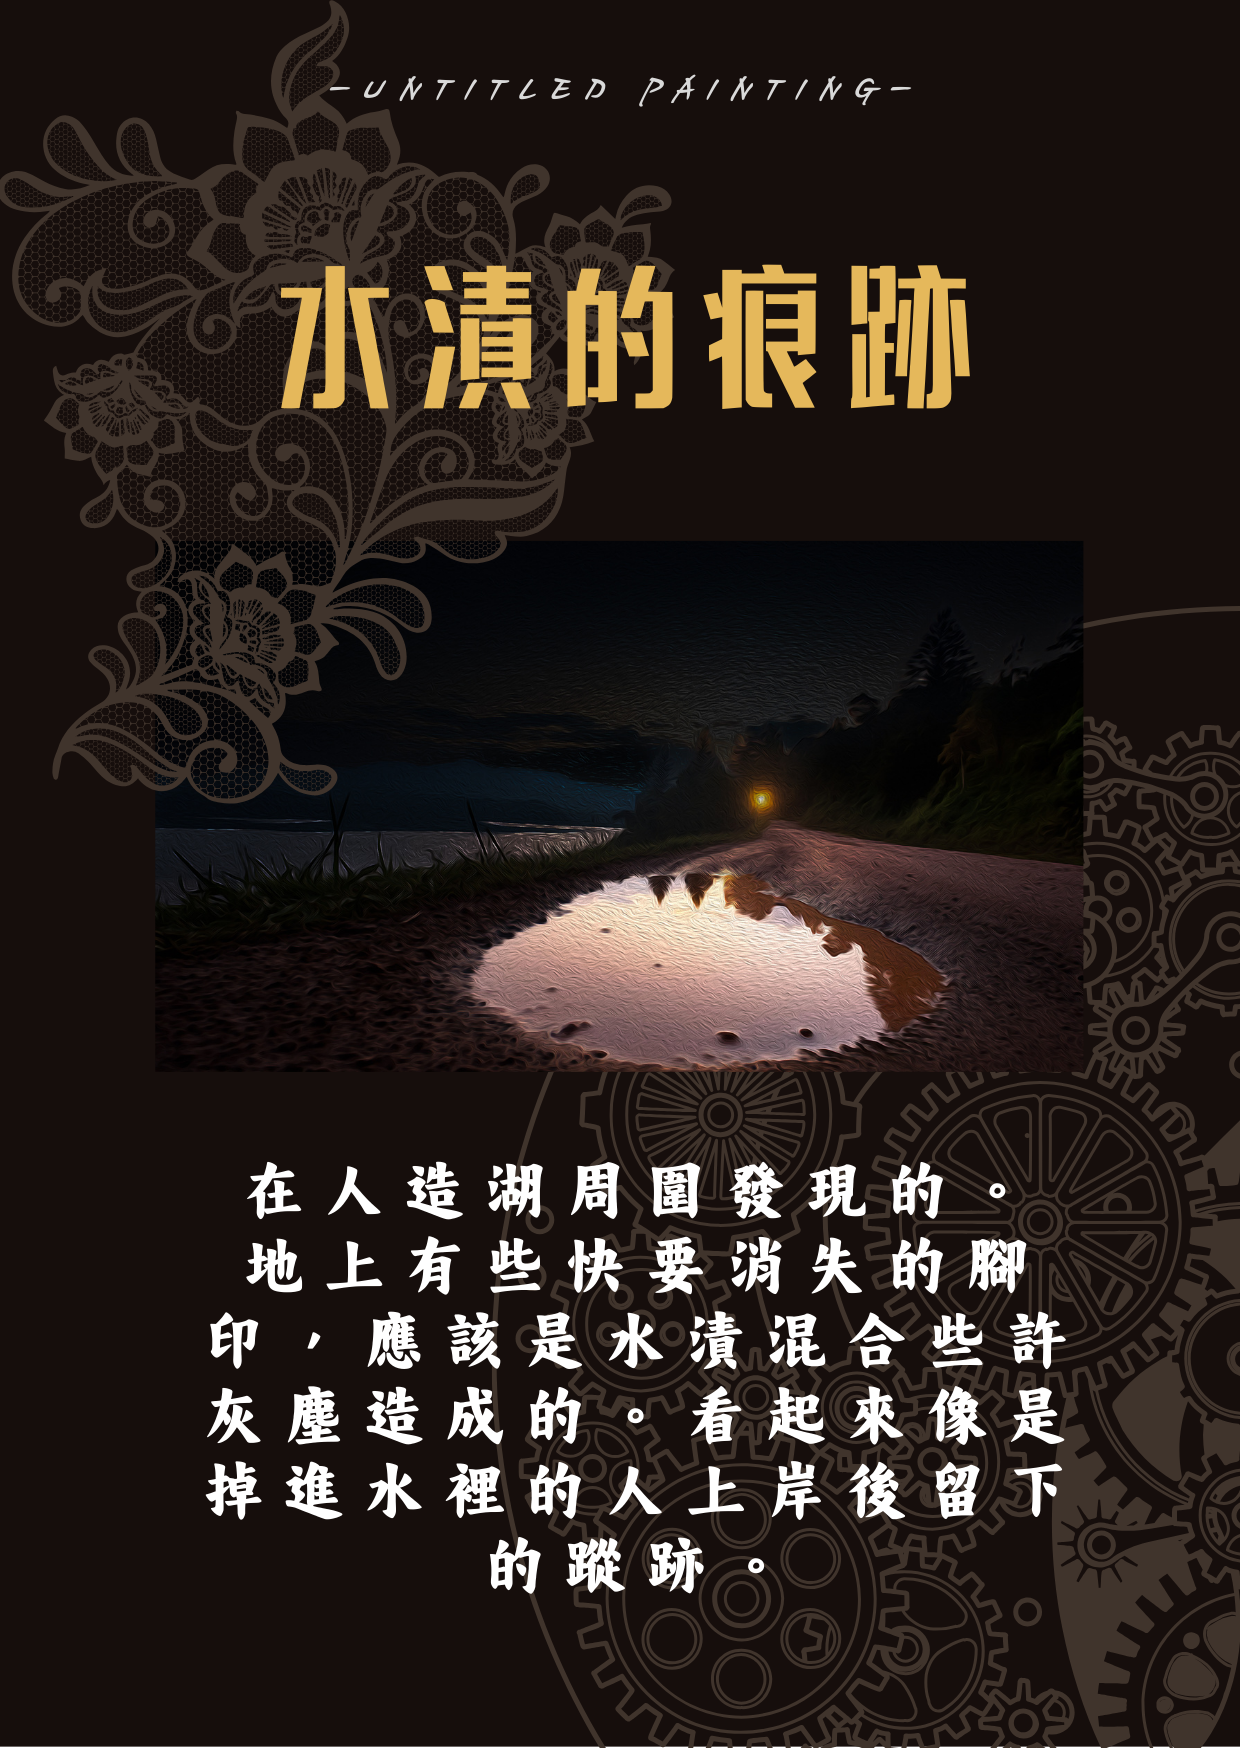 -UNTITLED PAINTING-
水漬的痕跡
在人造湖周圍發現的。
地上有些快要消失的腳
印，應該是水漬混合些許
灰塵造成的。看起來像是
掉進水裡的人上岸後留下
的蹤跡。